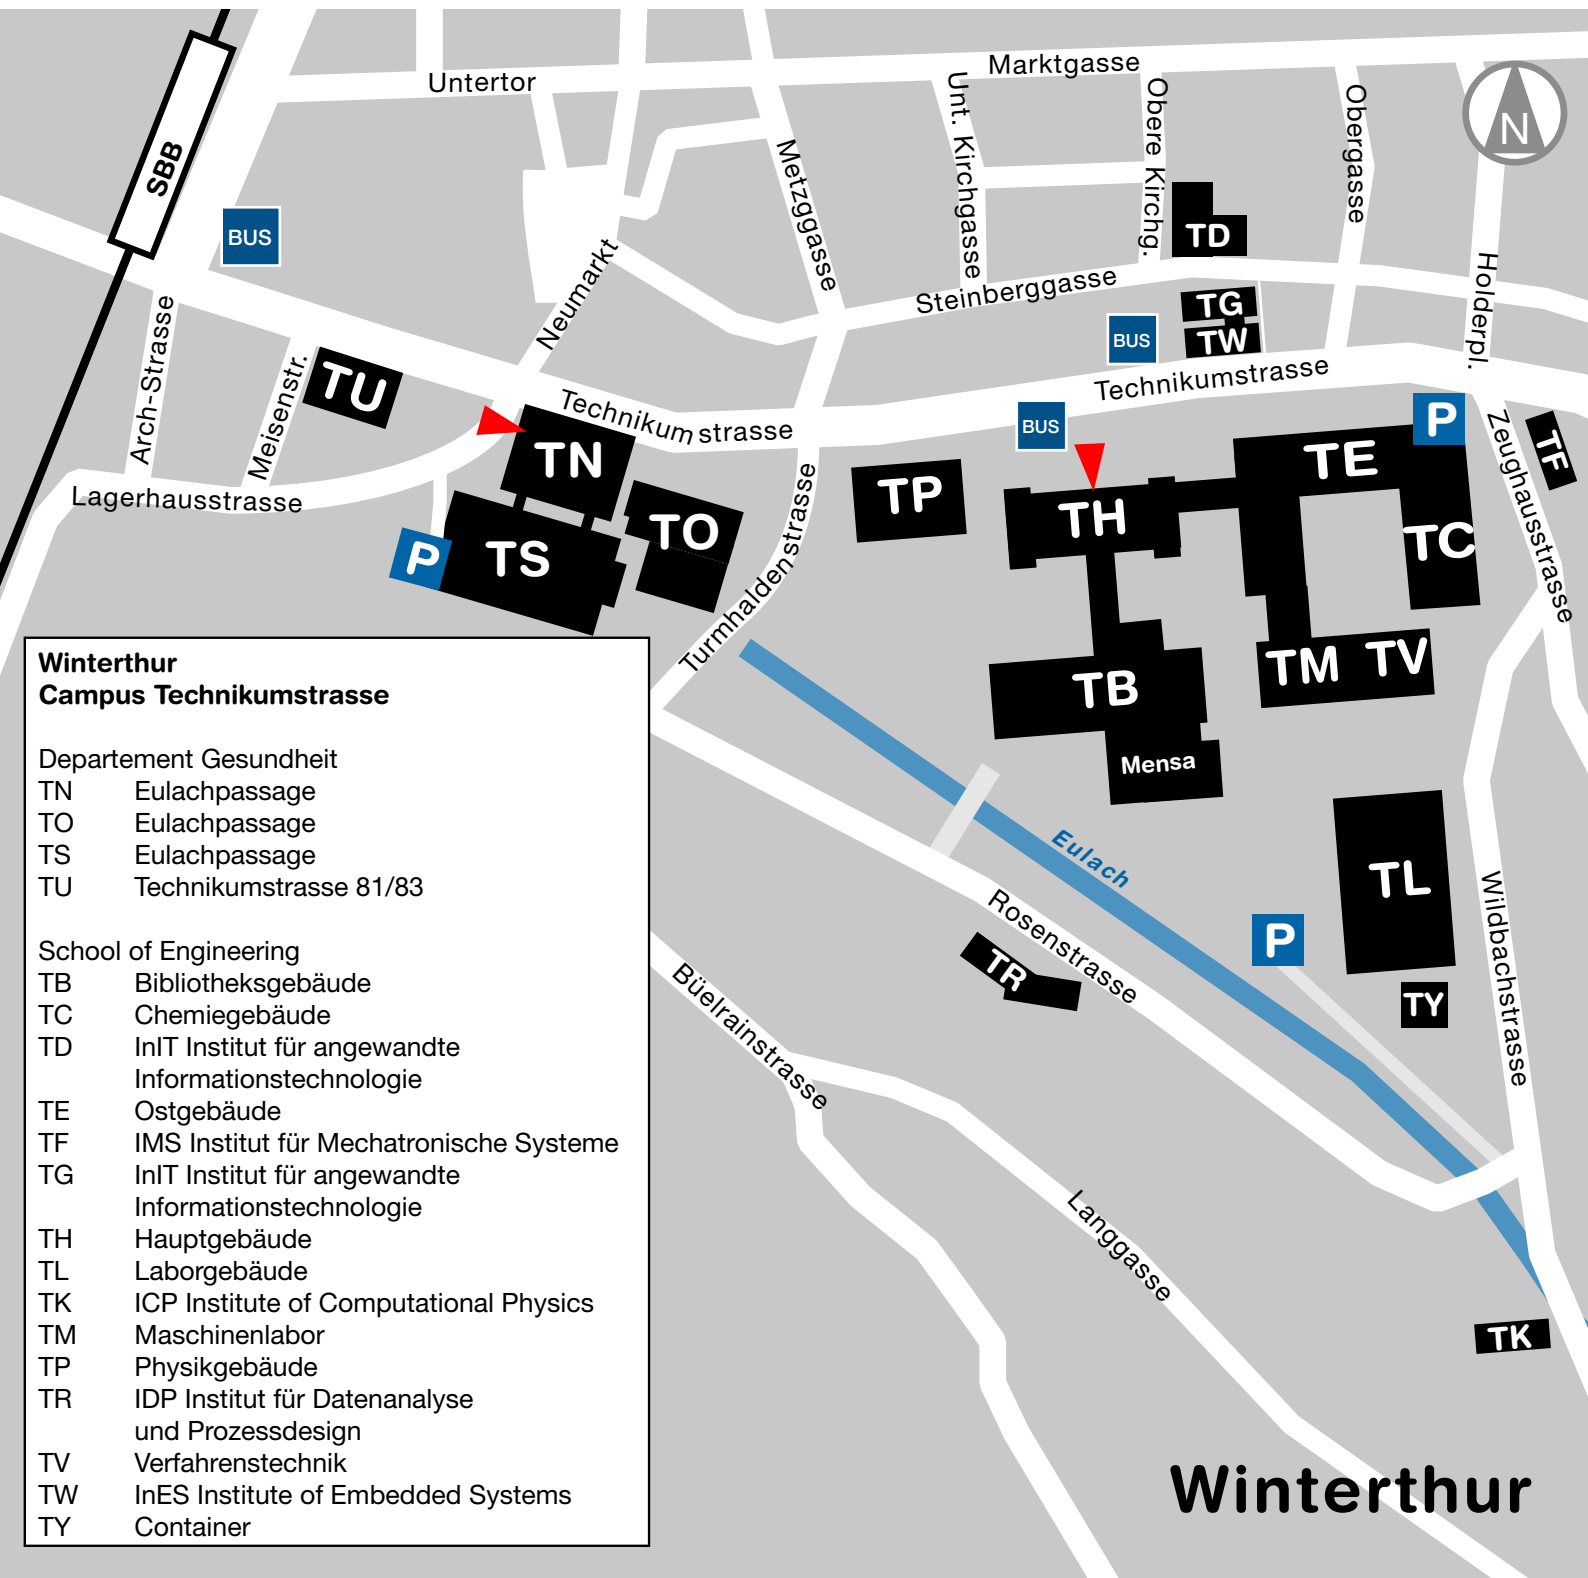 Untertor
Marktgasse
Unt. Kirchgasse
Obere Kirchg.
Obergasse
N
SBB
BUS
Metzggasse
TD
Neumarkt
Steinberggasse
Holderpl.
TG
BUS
TW
Arch-Strasse
Meisenstr.
TU
Technikumstrasse
Technikumstrasse
BUS
P
Zeughausstrasse
TF
TN
TE
Lagerhausstrasse
TP
TH
TC
P
TS
TO
Turmhaldenstrasse
TB
TM TV
Mensa
Eulach
TL
Wildbachstrasse
P
TY
Rosenstrasse
TR
Büelrainstrasse
Langgasse
TK
Winterthur
Winterthur
Campus Technikumstrasse
Departement Gesundheit
TN Eulachpassage
TO Eulachpassage
TS Eulachpassage
TU Technikumstrasse 81/83
School of Engineering
TB Bibliotheksgebäude
TC Chemiegebäude
TD InIT Institut für angewandte
Informationstechnologie
TE Ostgebäude
TF IMS Institut für Mechatronische Systeme
TG InIT Institut für angewandte
Informationstechnologie
TH Hauptgebäude
TL Laborgebäude
TK ICP Institute of Computational Physics
TM Maschinenlabor
TP Physikgebäude
TR IDP Institut für Datenanalyse
und Prozessdesign
TV Verfahrenstechnik
TW InES Institute of Embedded Systems
TY Container